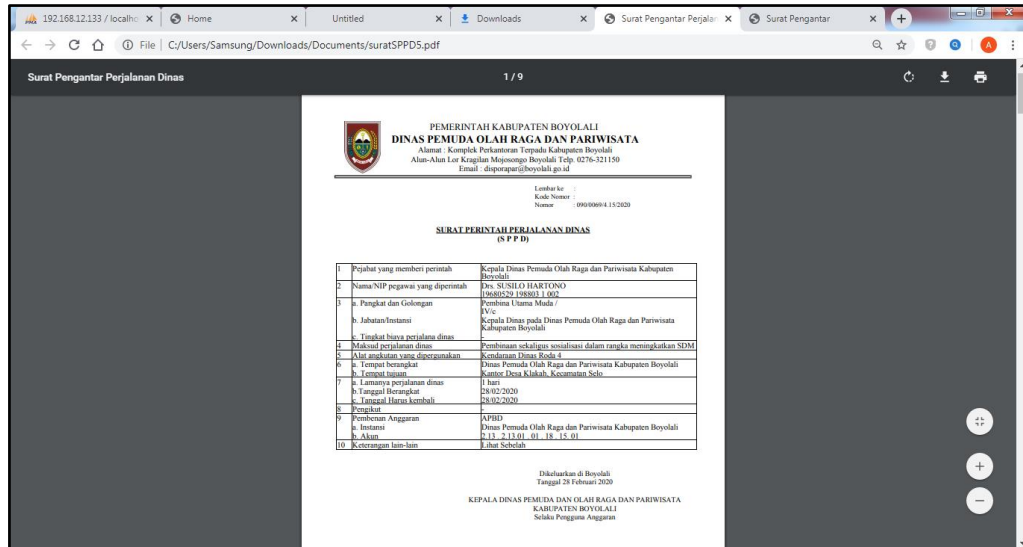 192.168.12.133 / localho
Home
Untitled
Downloads
Surat Pengantar Perjalan
Surat Pengantar
File
C:/Users/Samsung/Downloads/Documents/suratSPPD5.pdf
A
Surat Pengantar Perjalanan Dinas
1 / 9
PEMERINTAH KABUPATEN BOYOLALI
DINAS PEMUDA OLAH RAGA DAN PARIWISATA
Alamat : Komplek Perkantoran Terpadu Kabupaten Boyolali
Alun-Alun Lor Kragilan Mojosongo Boyolali Telp. 0276-321150
Email : disporapar@boyolali.go.id
Lembar ke :
Kode Nomor :
Nomor : 090/0069/4.15/2020
SURAT PERINTAH PERJALANAN DINAS
(S P P D)
1 Pejabat yang memberi perintah Kepala Dinas Pemuda Olah Raga dan Pariwisata Kabupaten
Boyolali
2 Nama/NIP pegawai yang diperintah Drs. SUSILO HARTONO
19680529 198803 1 002
3 a. Pangkat dan Golongan Pembina Utama Muda /
IV/c
b. Jabatan/Instansi Kepala Dinas pada Dinas Pemuda Olah Raga dan Pariwisata
Kabupaten Boyolali
c. Tingkat biaya perjalana dinas -
4 Maksud perjalanan dinas Pembinaan sekaligus sosialisasi dalam rangka meningkatkan SDM
5 Alat angkutan yang dipergunakan Kendaraan Dinas Roda 4
6 a. Tempat berangkat Dinas Pemuda Olah Raga dan Pariwisata Kabupaten Boyolali
b. Tempat tujuan Kantor Desa Klakah, Kecamatan Selo
7 a. Lamanya perjalanan dinas 1 hari
b.Tanggal Berangkat 28/02/2020
c. Tanggal Harus kembali 28/02/2020
8 Pengikut -
9 Pembenan Anggaran APBD
a. Instansi Dinas Pemuda Olah Raga dan Pariwisata Kabupaten Boyolali
b. Akun 2.13 . 2.13.01 . 01 . 18 . 15. 01
10 Keterangan lain-lain Lihat Sebelah
Dikeluarkan di Boyolali
Tanggal 28 Februari 2020
KEPALA DINAS PEMUDA DAN OLAH RAGA DAN PARIWISATA
KABUPATEN BOYOLALI
Selaku Pengguna Anggaran